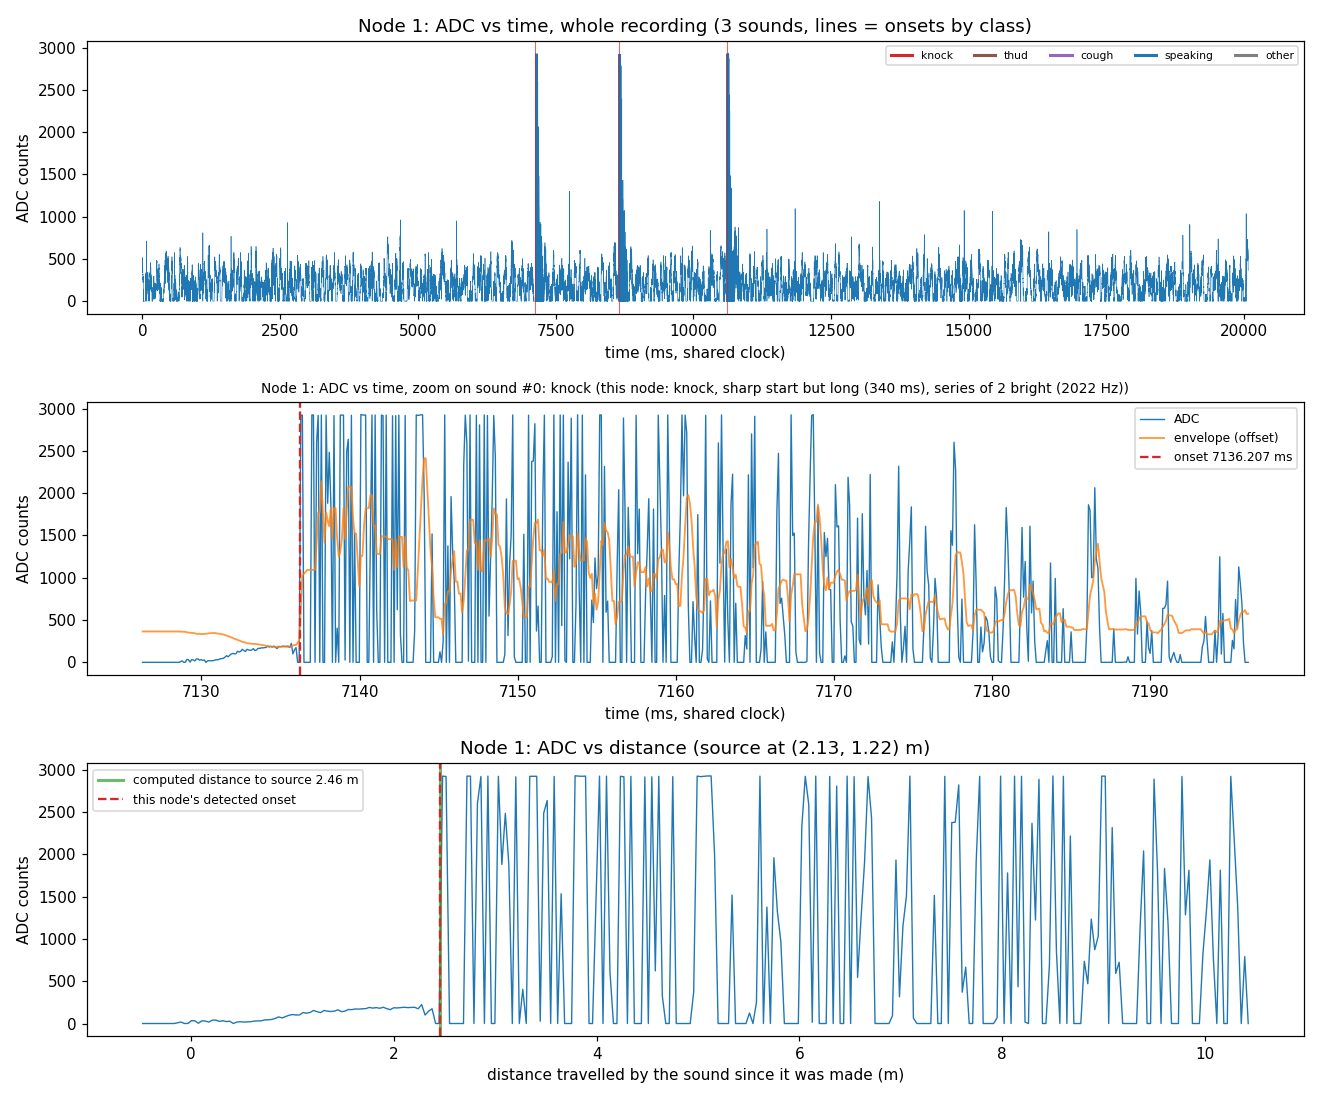 Node 1: ADC vs time, whole recording (3 sounds, lines = onsets by class)
3000
2500
2000
1500
1000
500
0
ADC counts
knock thud cough speaking other
0 2500 5000 7500 10000 12500 15000 17500 20000
time (ms, shared clock)
Node 1: ADC vs time, zoom on sound #0: knock (this node: knock, sharp start but long (340 ms), series of 2 bright (2022 Hz))
3000
2500
2000
1500
1000
500
0
ADC counts
ADC
envelope (offset)
onset 7136.207 ms
7130 7140 7150 7160 7170 7180 7190
time (ms, shared clock)
Node 1: ADC vs distance (source at (2.13, 1.22) m)
3000
2500
2000
1500
1000
500
0
ADC counts
computed distance to source 2.46 m
this node's detected onset
0 2 4 6 8 10
distance travelled by the sound since it was made (m)